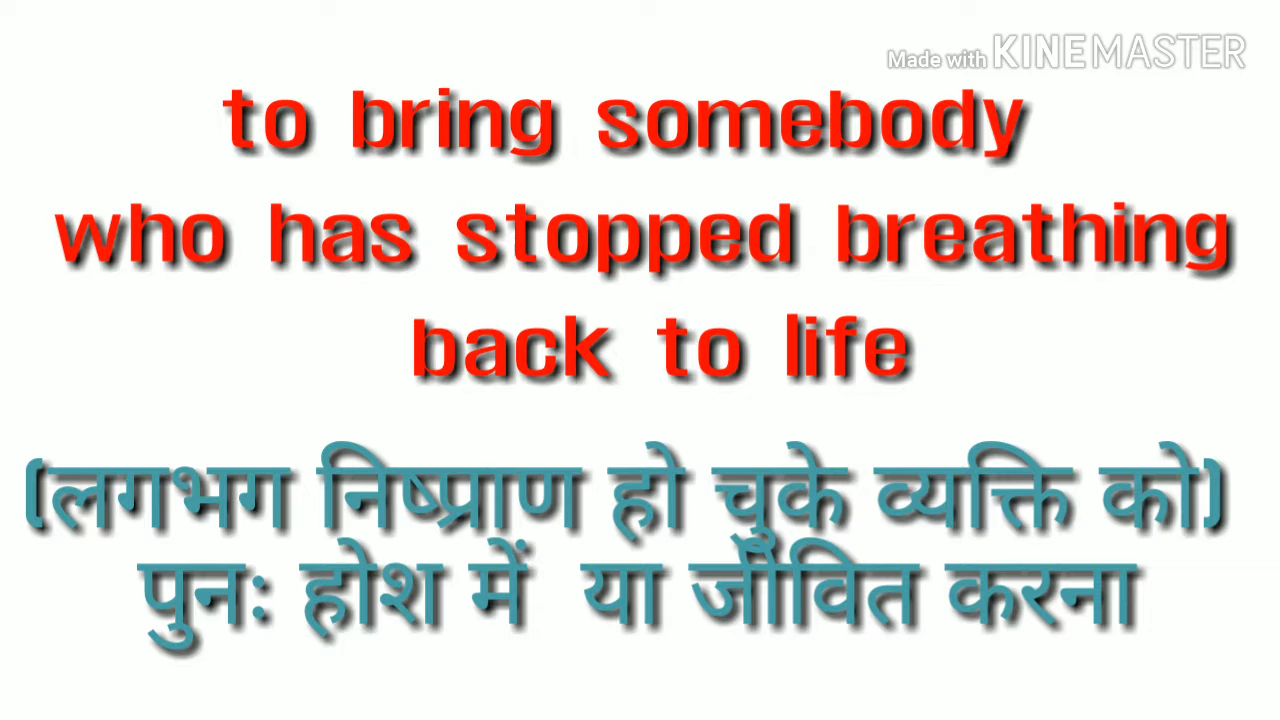 Made with KINEMASTER
to bring somebody
who has stopped breathing
back to life
(लगभग निष्प्राण हो चुके व्यक्ति को)
पुनः होश में या जीवित करना